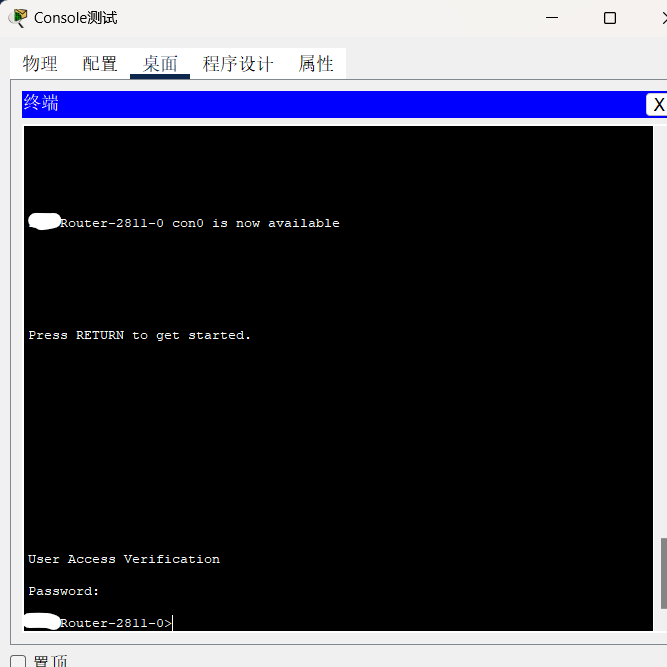 Console测试
物理 配置 桌面 程序设计 属性
终端
X
Router-2811-0 con0 is now available
Press RETURN to get started.
User Access Verification
Password:
Router-2811-0>
置顶